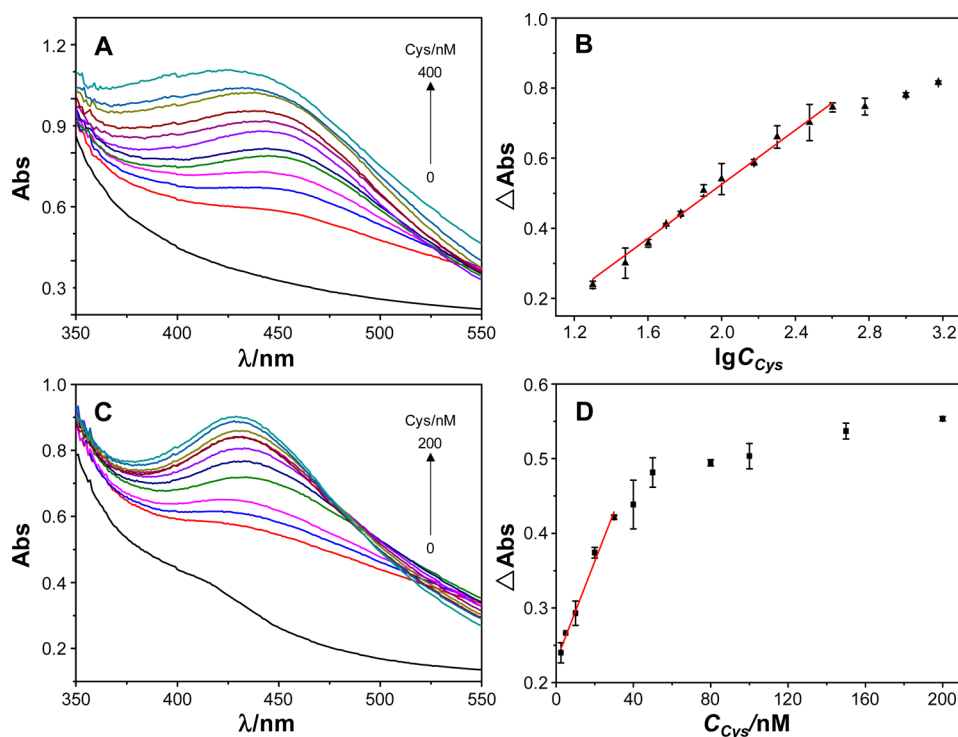 A
Cys/nM
400
0
1.2
0.9
0.6
0.3
Abs
350 400 450 500 550
λ/nm
B
1.0
0.8
0.6
0.4
0.2
△Abs
1.2 1.6 2.0 2.4 2.8 3.2
lgC_Cys
C
Cys/nM
200
0
1.0
0.8
0.6
0.4
0.2
Abs
350 400 450 500 550
λ/nm
D
0.6
0.5
0.4
0.3
0.2
△Abs
0 40 80 120 160 200
C_Cys/nM